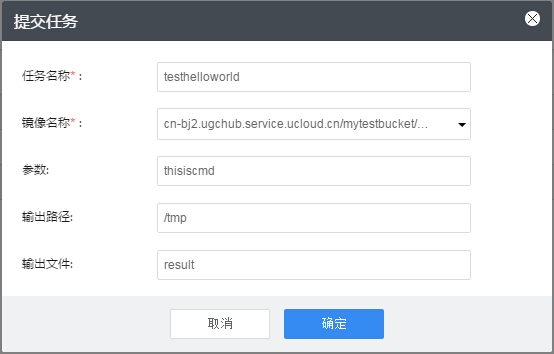 提交任务
任务名称* : testhelloworld
镜像名称* : cn-bj2.ugchub.service.ucloud.cn/mytestbucket/...
参数: thisiscmd
输出路径: /tmp
输出文件: result
取消 确定